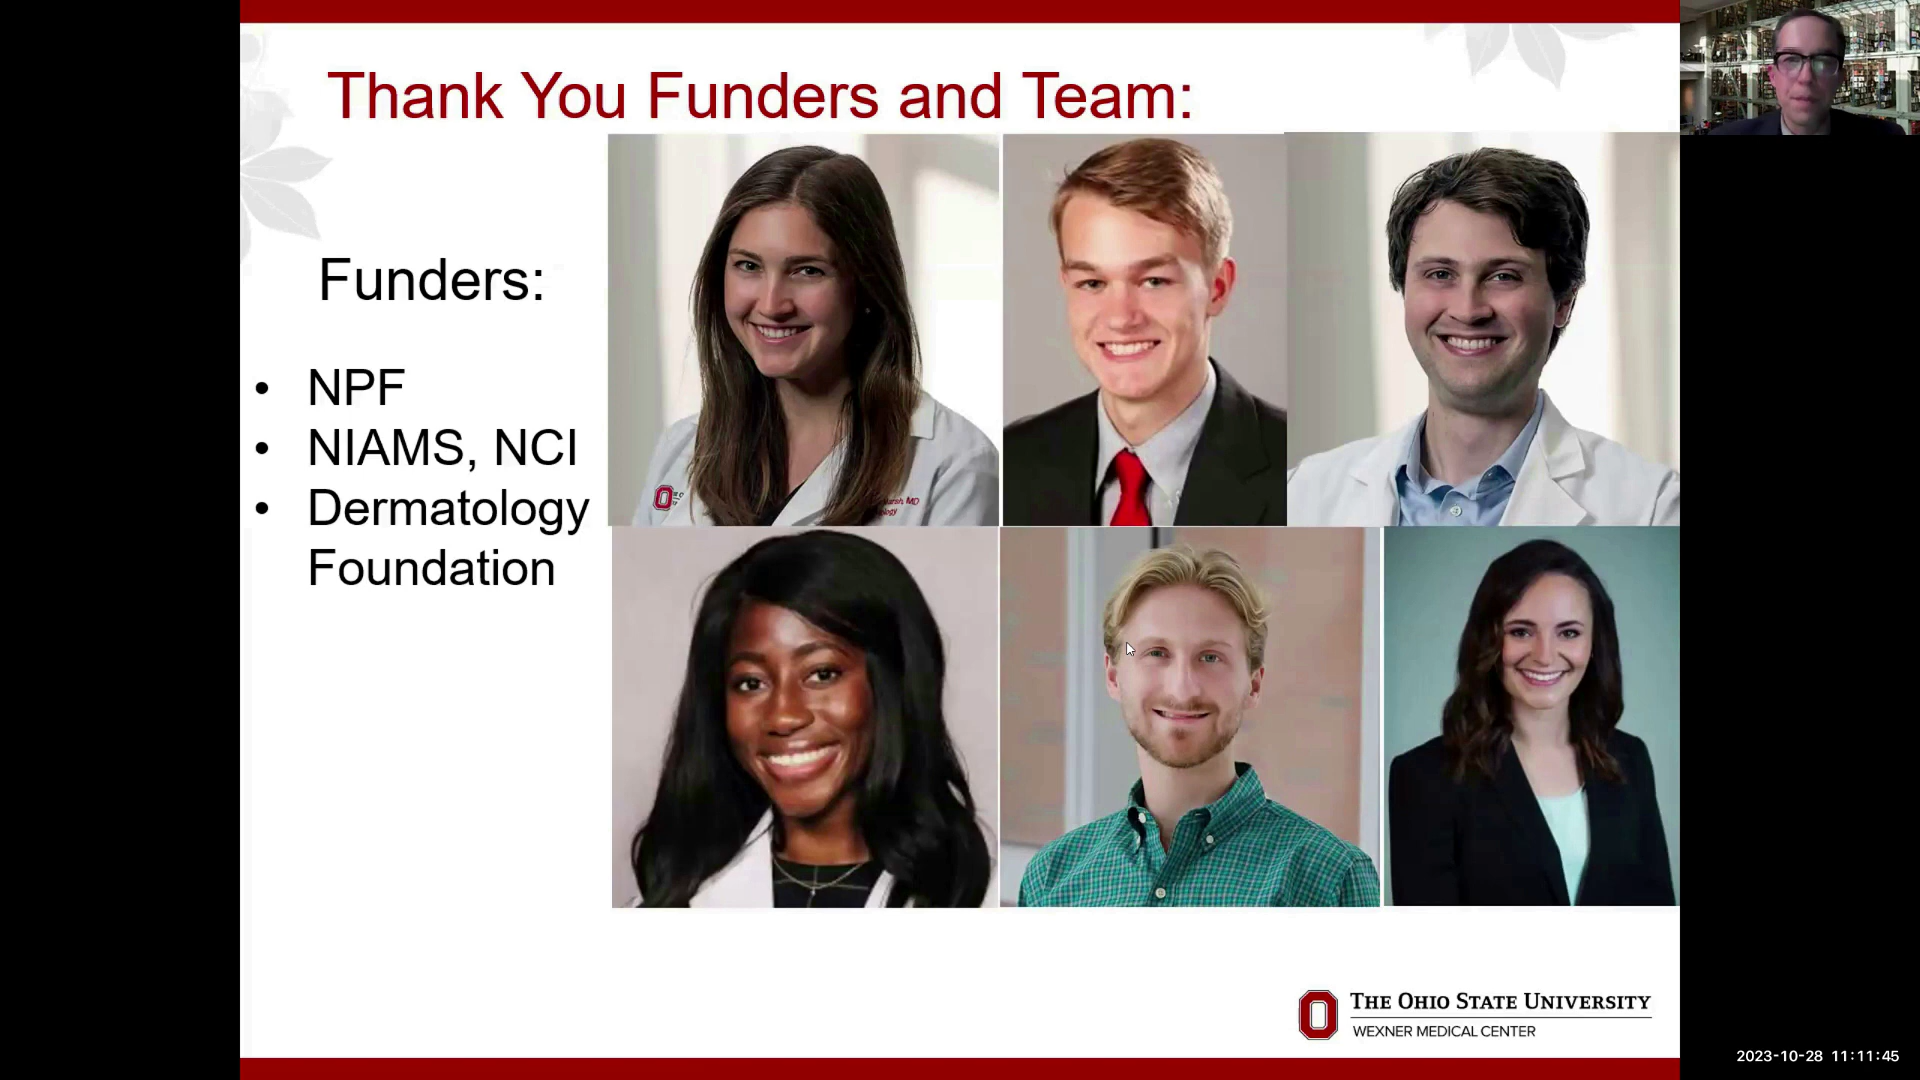 Thank You Funders and Team:
Funders:
• NPF
• NIAMS, NCI
• Dermatology
Foundation
MD
THE OHIO STATE UNIVERSITY
WEXNER MEDICAL CENTER
2023-10-28 11:11:45